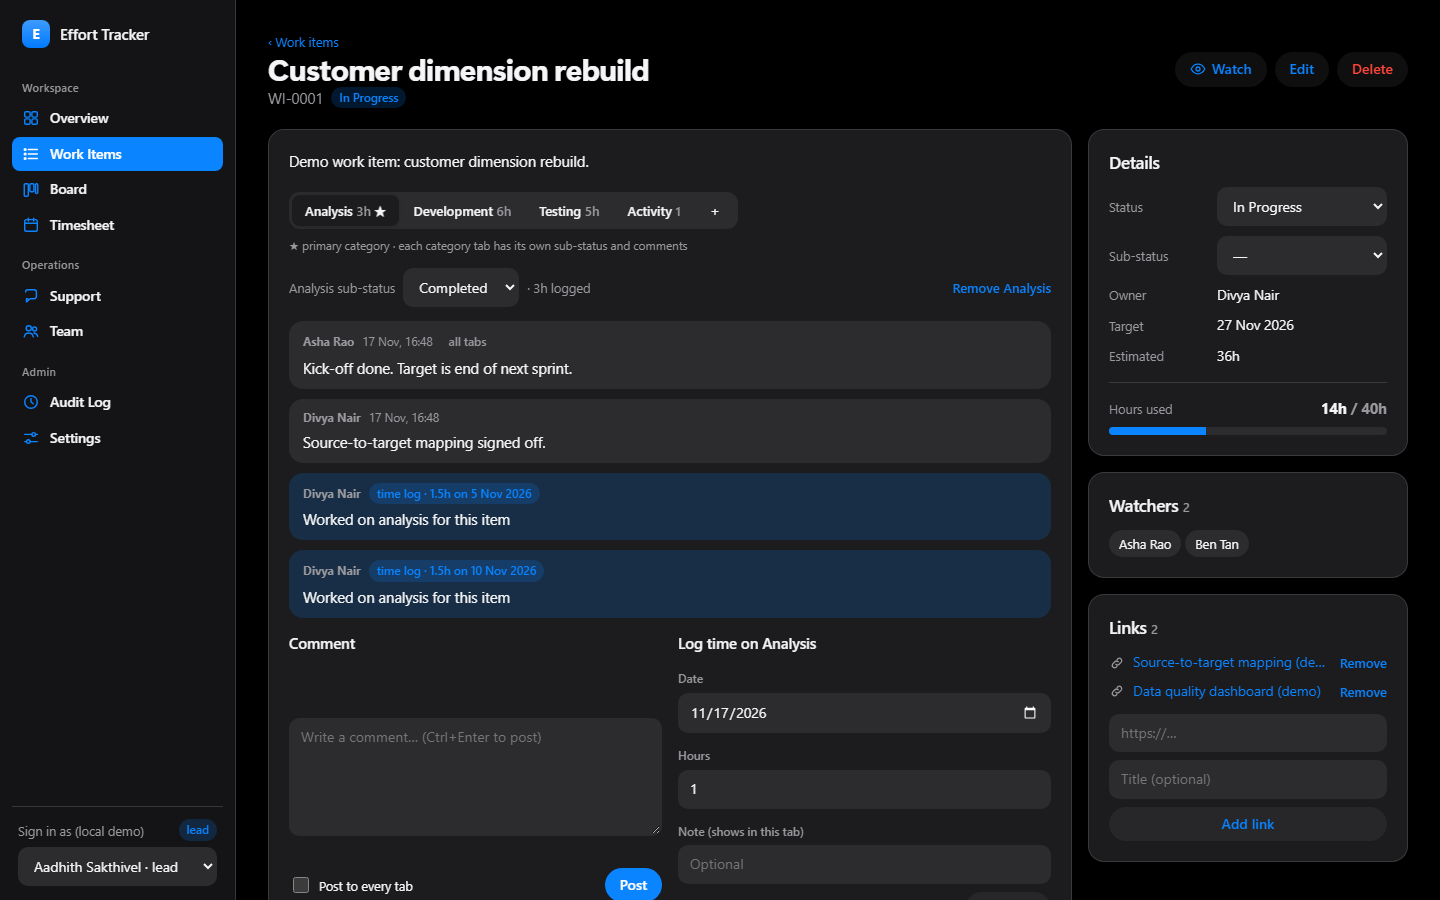 E Effort Tracker
Workspace
Overview
Work Items
Board
Timesheet
Operations
Support
Team
Admin
Audit Log
Settings
Sign in as (local demo) lead
Aadhith Sakthivel · lead
‹ Work items
Customer dimension rebuild
WI-0001 In Progress
Watch Edit Delete
Demo work item: customer dimension rebuild.
Analysis 3h ★ Development 6h Testing 5h Activity 1 +
★ primary category · each category tab has its own sub-status and comments
Analysis sub-status Completed · 3h logged Remove Analysis
Asha Rao 17 Nov, 16:48 all tabs
Kick-off done. Target is end of next sprint.
Divya Nair 17 Nov, 16:48
Source-to-target mapping signed off.
Divya Nair time log · 1.5h on 5 Nov 2026
Worked on analysis for this item
Divya Nair time log · 1.5h on 10 Nov 2026
Worked on analysis for this item
Comment
Write a comment... (Ctrl+Enter to post)
Post to every tab Post
Log time on Analysis
Date
11/17/2026
Hours
1
Note (shows in this tab)
Optional
Details
Status In Progress
Sub-status —
Owner Divya Nair
Target 27 Nov 2026
Estimated 36h
Hours used 14h / 40h
Watchers 2
Asha Rao Ben Tan
Links 2
Source-to-target mapping (de... Remove
Data quality dashboard (demo) Remove
https://...
Title (optional)
Add link